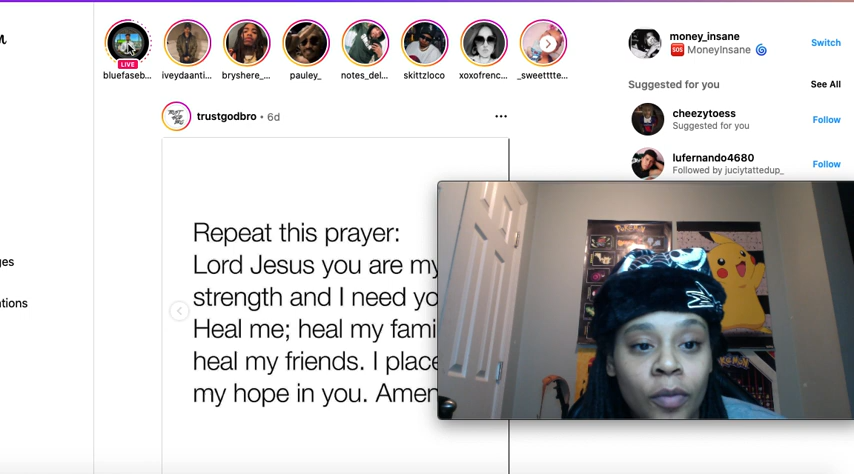 LIVE
bluefaseb...
iveydaanti...
bryshere_...
pauley_
notes_del...
skittzloco
xoxofrenc...
_sweetttte...
money_insane
SOS MoneyInsane
Switch
Suggested for you
See All
cheezytoess
Suggested for you
Follow
lufernando4680
Followed by juciytattedup_
Follow
trustgodbro • 6d
Repeat this prayer:
Lord Jesus you are my
strength and I need yo
Heal me; heal my fami
heal my friends. I place
my hope in you. Amen
ges
ations